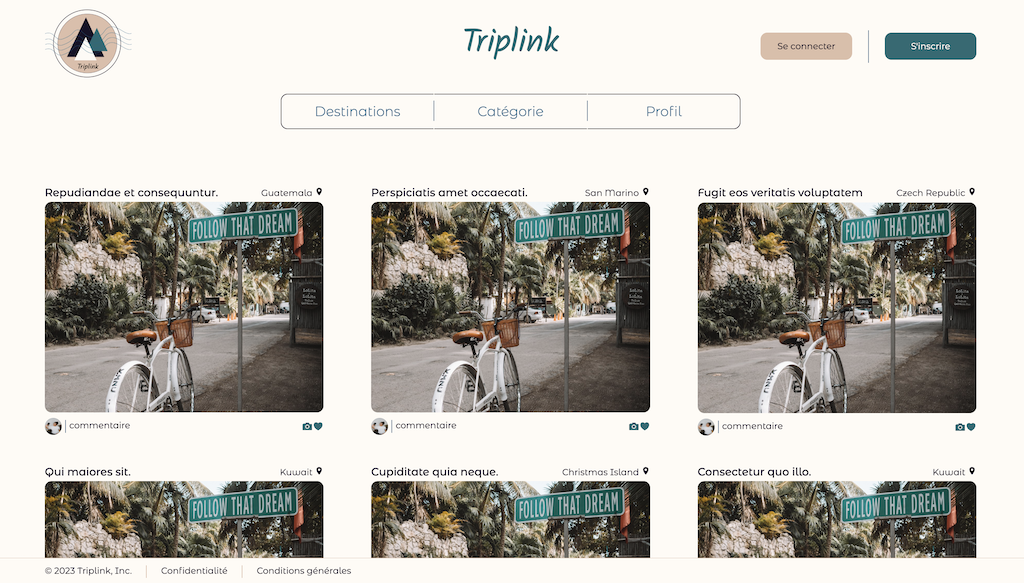 Triplink
Triplink
Se connecter
S'inscrire
Destinations
Catégorie
Profil
Repudiandae et consequuntur.
Guatemala
FOLLOW THAT DREAM
commentaire
Perspiciatis amet occaecati.
San Marino
FOLLOW THAT DREAM
commentaire
Fugit eos veritatis voluptatem
Czech Republic
FOLLOW THAT DREAM
commentaire
Qui maiores sit.
Kuwait
FOLLOW THAT DREAM
Cupiditate quia neque.
Christmas Island
FOLLOW THAT DREAM
Consectetur quo illo.
Kuwait
FOLLOW THAT DREAM
© 2023 Triplink, Inc.
Confidentialité
Conditions générales